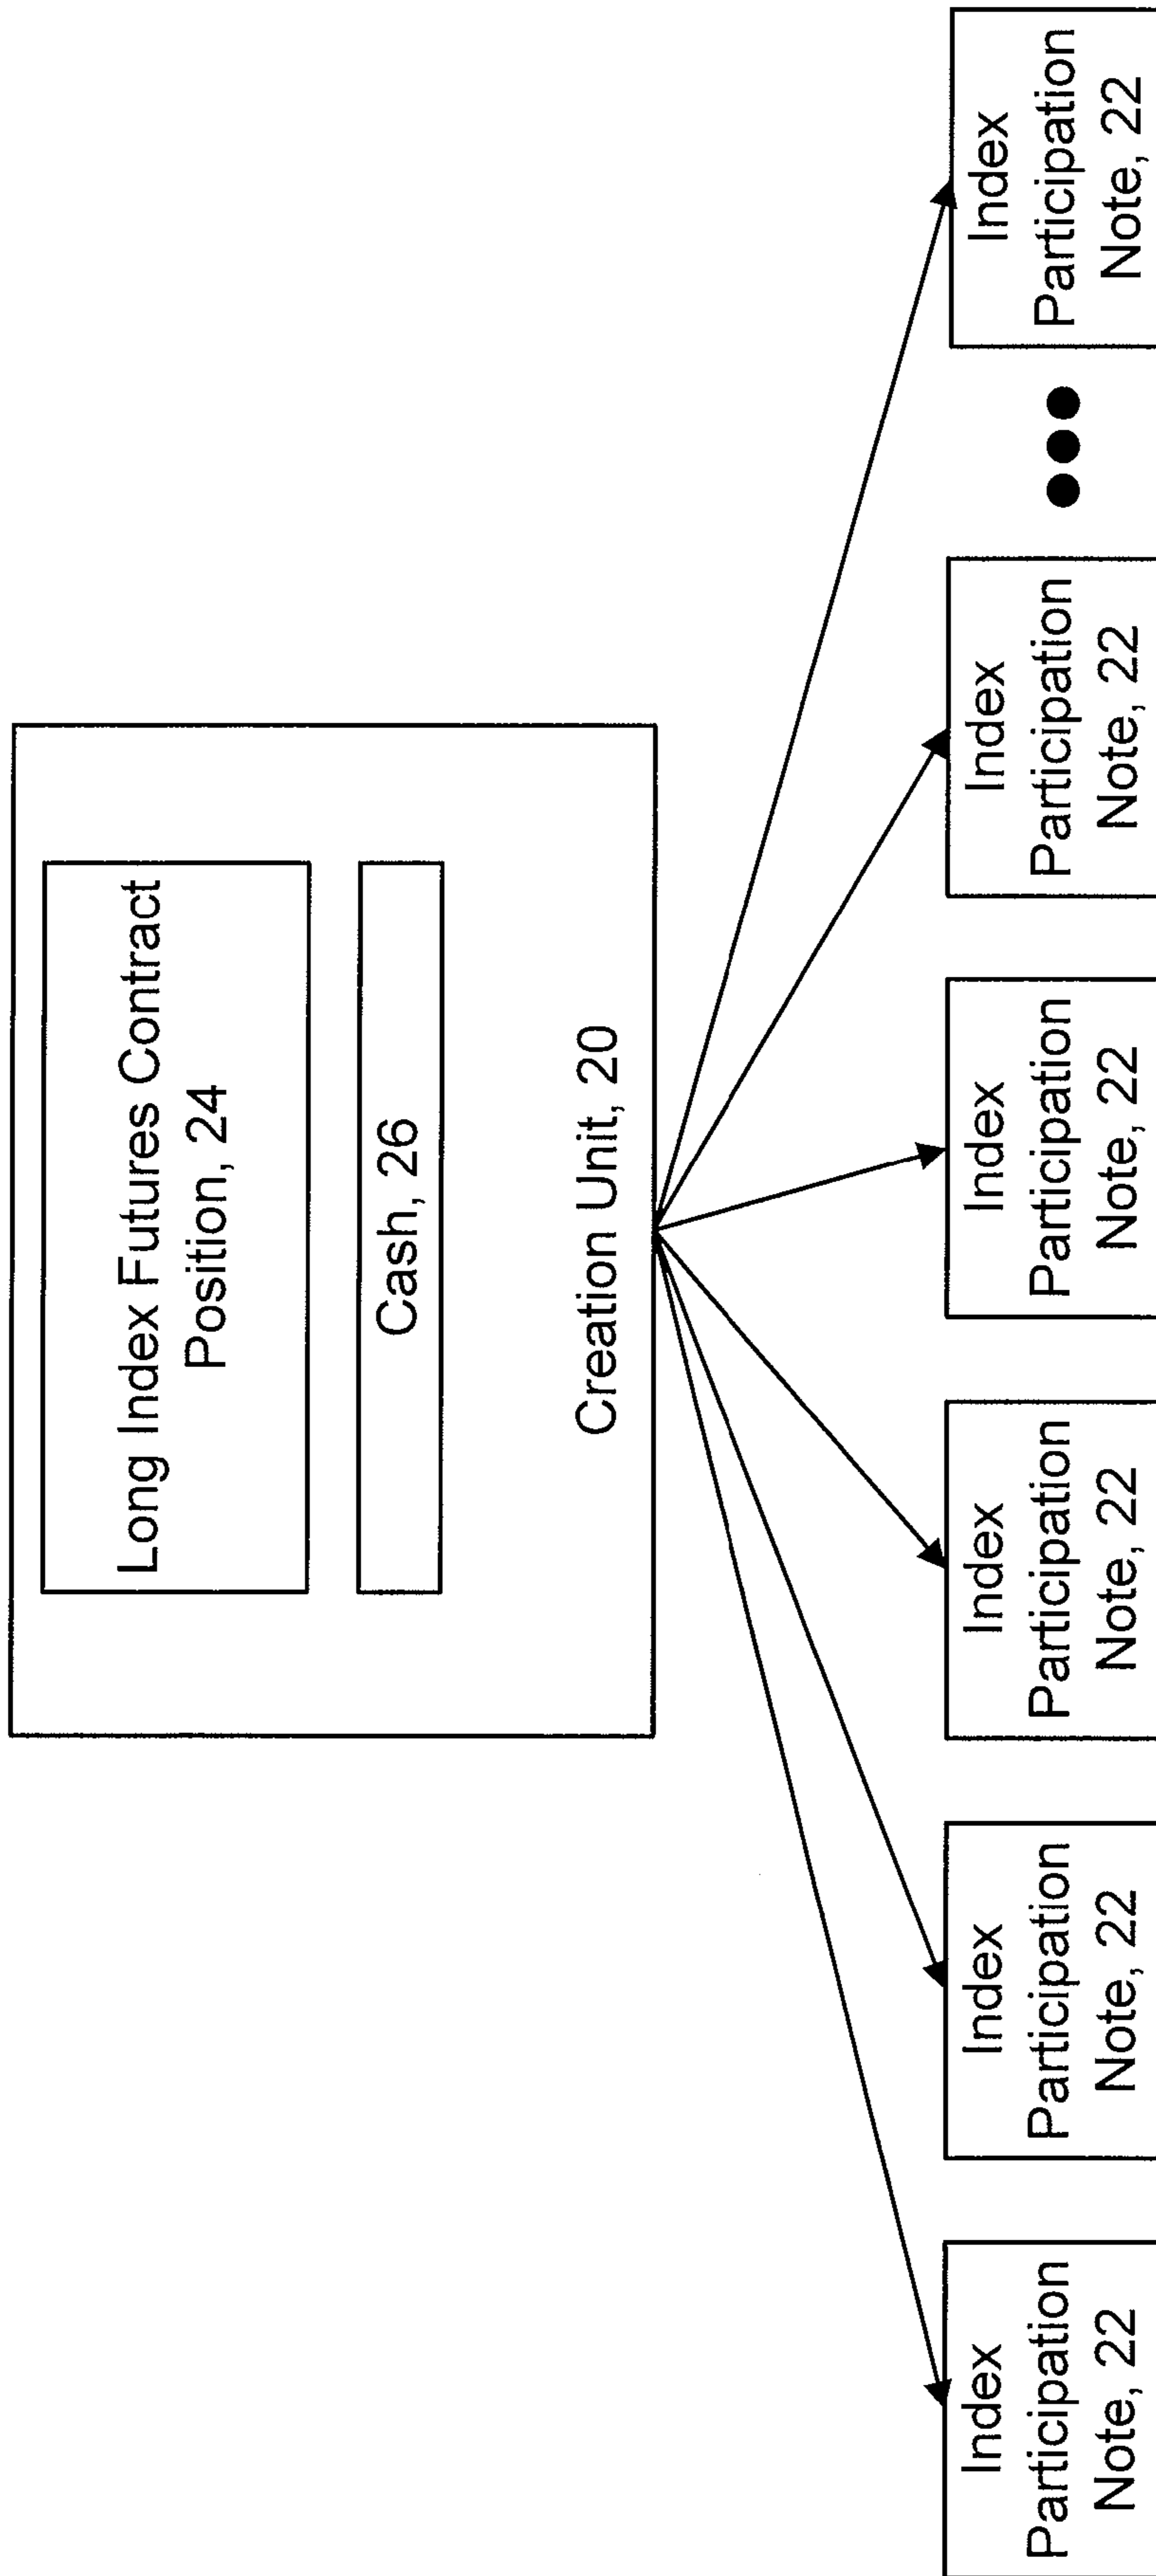 Long Index Futures Contract
Position, 24
Cash, 26
Creation Unit, 20
Index
Participation
Note, 22
Index
Participation
Note, 22
Index
Participation
Note, 22
Index
Participation
Note, 22
Index
Participation
Note, 22
Index
Participation
Note, 22